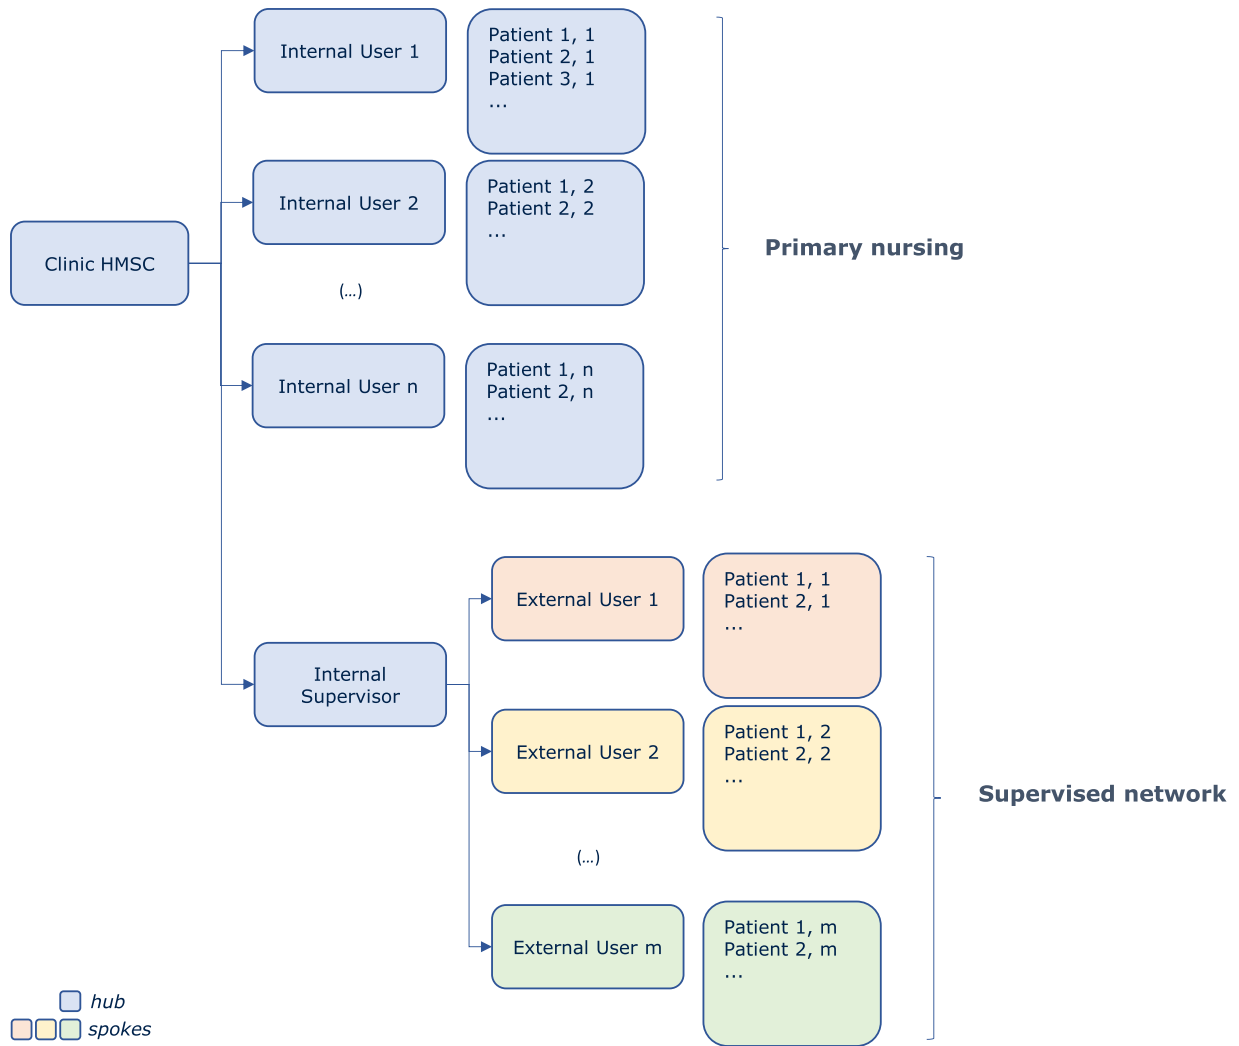 Internal User 1
Patient 1, 1
Patient 2, 1
Patient 3, 1
...
Internal User 2
Patient 1, 2
Patient 2, 2
...
Primary nursing
Clinic HMSC
(...)
Internal User n
Patient 1, n
Patient 2, n
...
External User 1
Patient 1, 1
Patient 2, 1
...
Internal
Supervisor
External User 2
Patient 1, 2
Patient 2, 2
...
Supervised network
(...)
External User m
Patient 1, m
Patient 2, m
...
hub
spokes